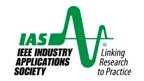 IAS
IEEE INDUSTRY
APPLICATIONS
SOCIETY
®
Linking
Research
to Practice